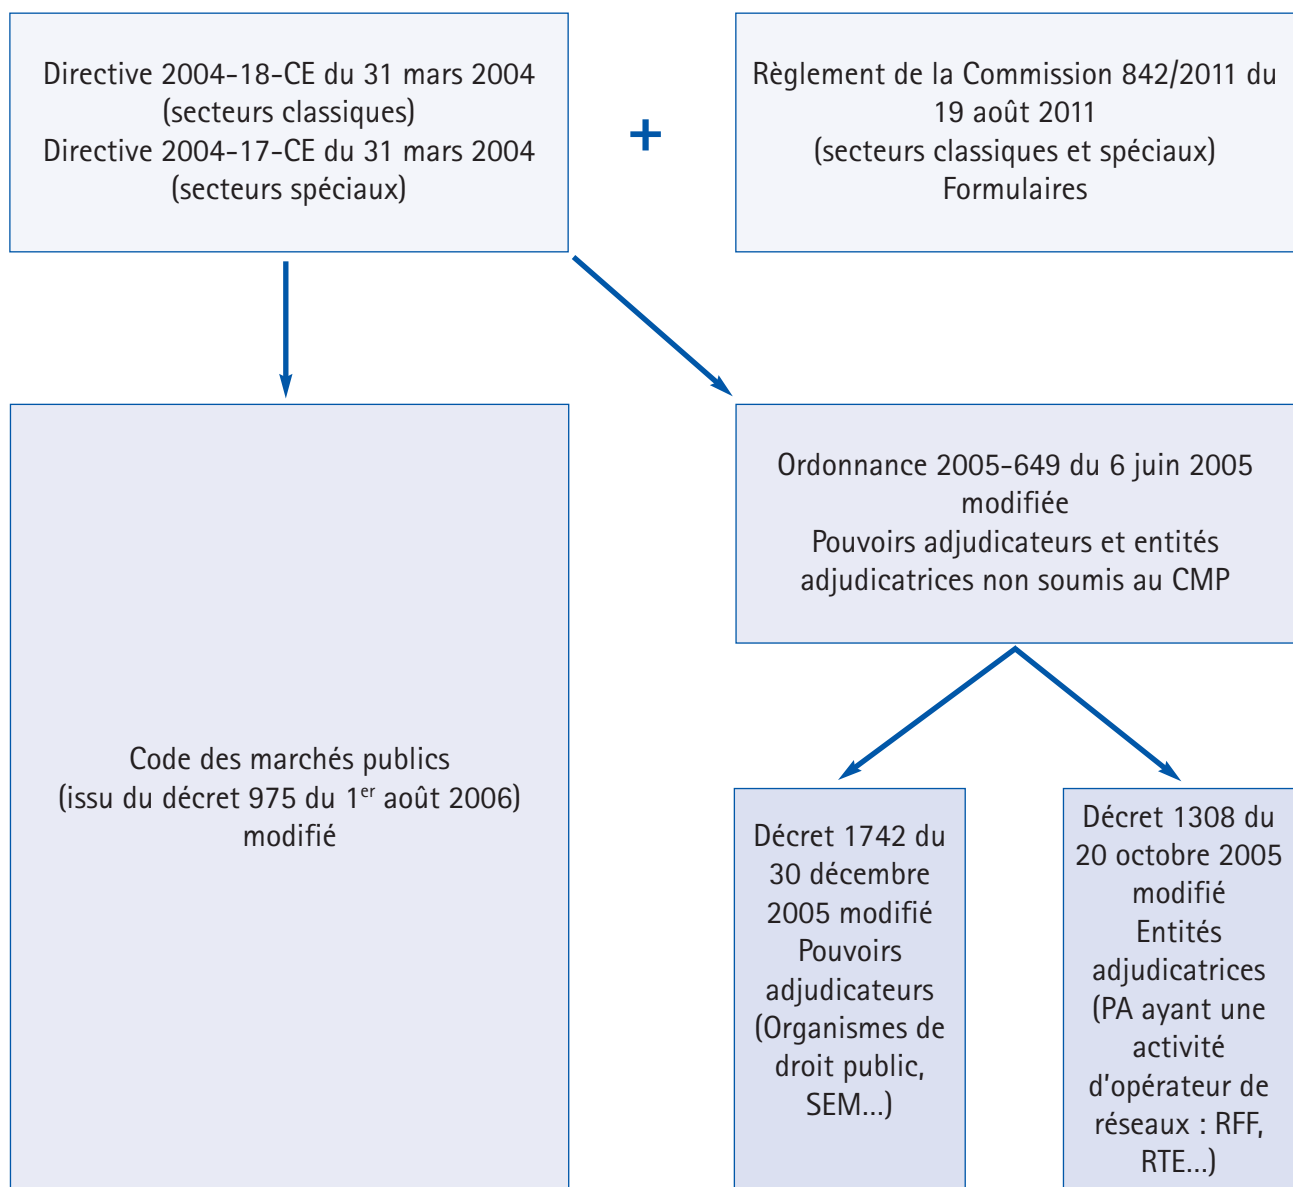 Directive 2004-18-CE du 31 mars 2004
(secteurs classiques)
Directive 2004-17-CE du 31 mars 2004
(secteurs spéciaux)
+
Règlement de la Commission 842/2011 du
19 août 2011
(secteurs classiques et spéciaux)
Formulaires
Code des marchés publics
(issu du décret 975 du 1er août 2006)
modifié
Ordonnance 2005-649 du 6 juin 2005
modifiée
Pouvoirs adjudicateurs et entités
adjudicatrices non soumis au CMP
Décret 1742 du
30 décembre
2005 modifié
Pouvoirs
adjudicateurs
(Organismes de
droit public,
SEM...)
Décret 1308 du
20 octobre 2005
modifié
Entités
adjudicatrices
(PA ayant une
activité
d'opérateur de
réseaux : RFF,
RTE...)